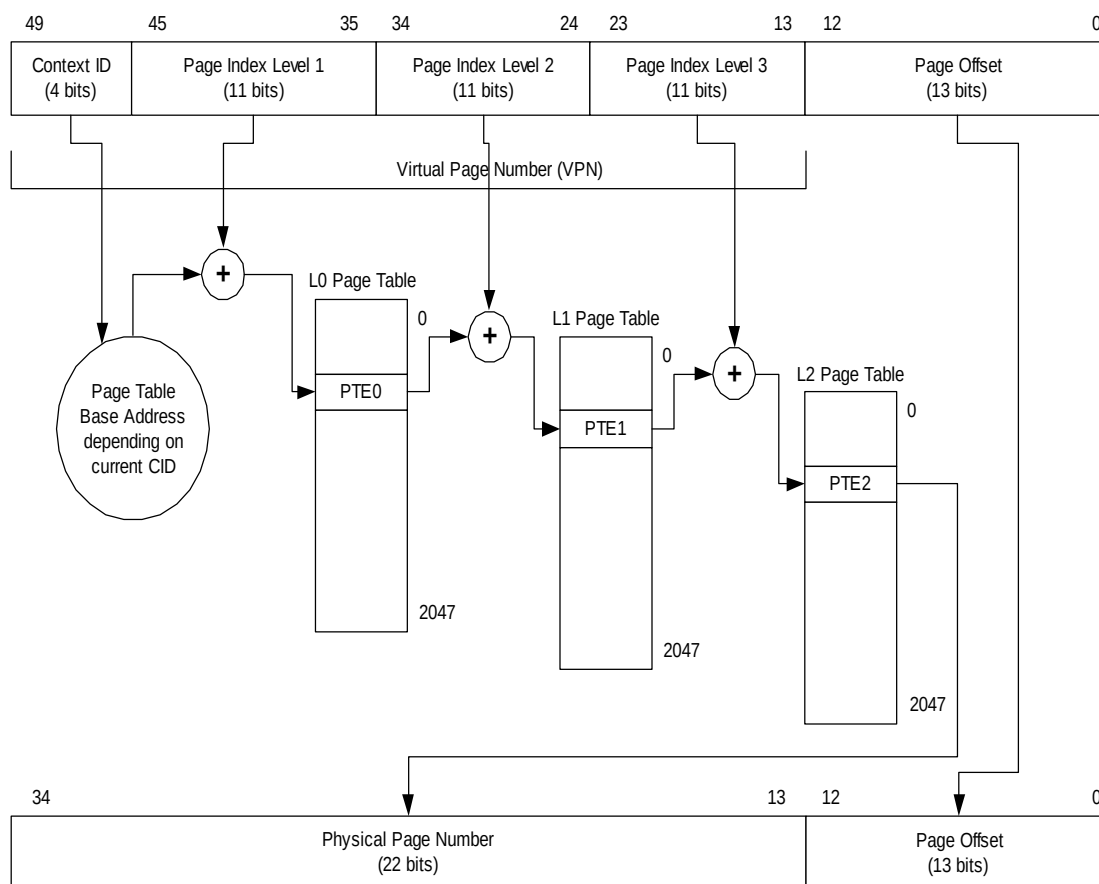 49 45 35 34 24 23 13 12 0
Context ID
(4 bits)
Page Index Level 1
(11 bits)
Page Index Level 2
(11 bits)
Page Index Level 3
(11 bits)
Page Offset
(13 bits)
Virtual Page Number (VPN)
+
L0 Page Table
0
PTE0
2047
+
L1 Page Table
0
PTE1
2047
+
L2 Page Table
0
PTE2
2047
Page Table
Base Address
depending on
current CID
34 13 12 0
Physical Page Number
(22 bits)
Page Offset
(13 bits)